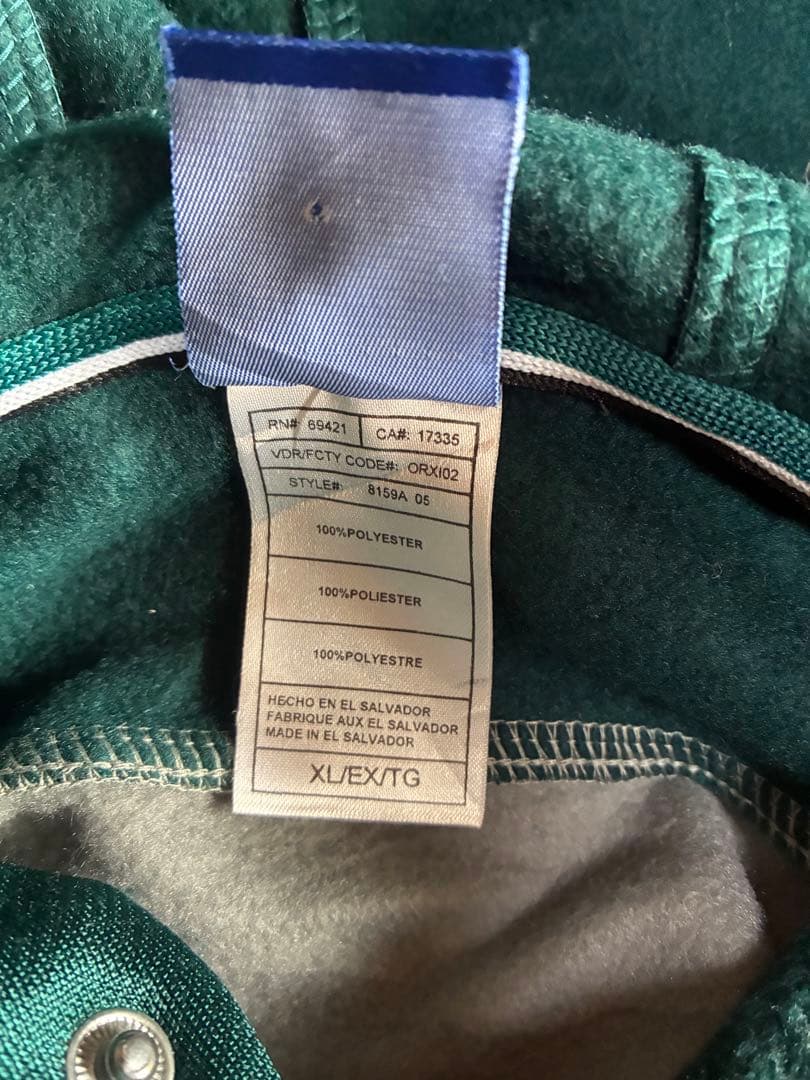 RN#: 69421 CA#: 17335
VDR/FCTY CODE#: ORXI02
STYLE#: 8159A 05
100%POLYESTER
100%POLIESTER
100%POLYESTRE
HECHO EN EL SALVADOR
FABRIQUE AUX EL SALVADOR
MADE IN EL SALVADOR
XL/EX/TG